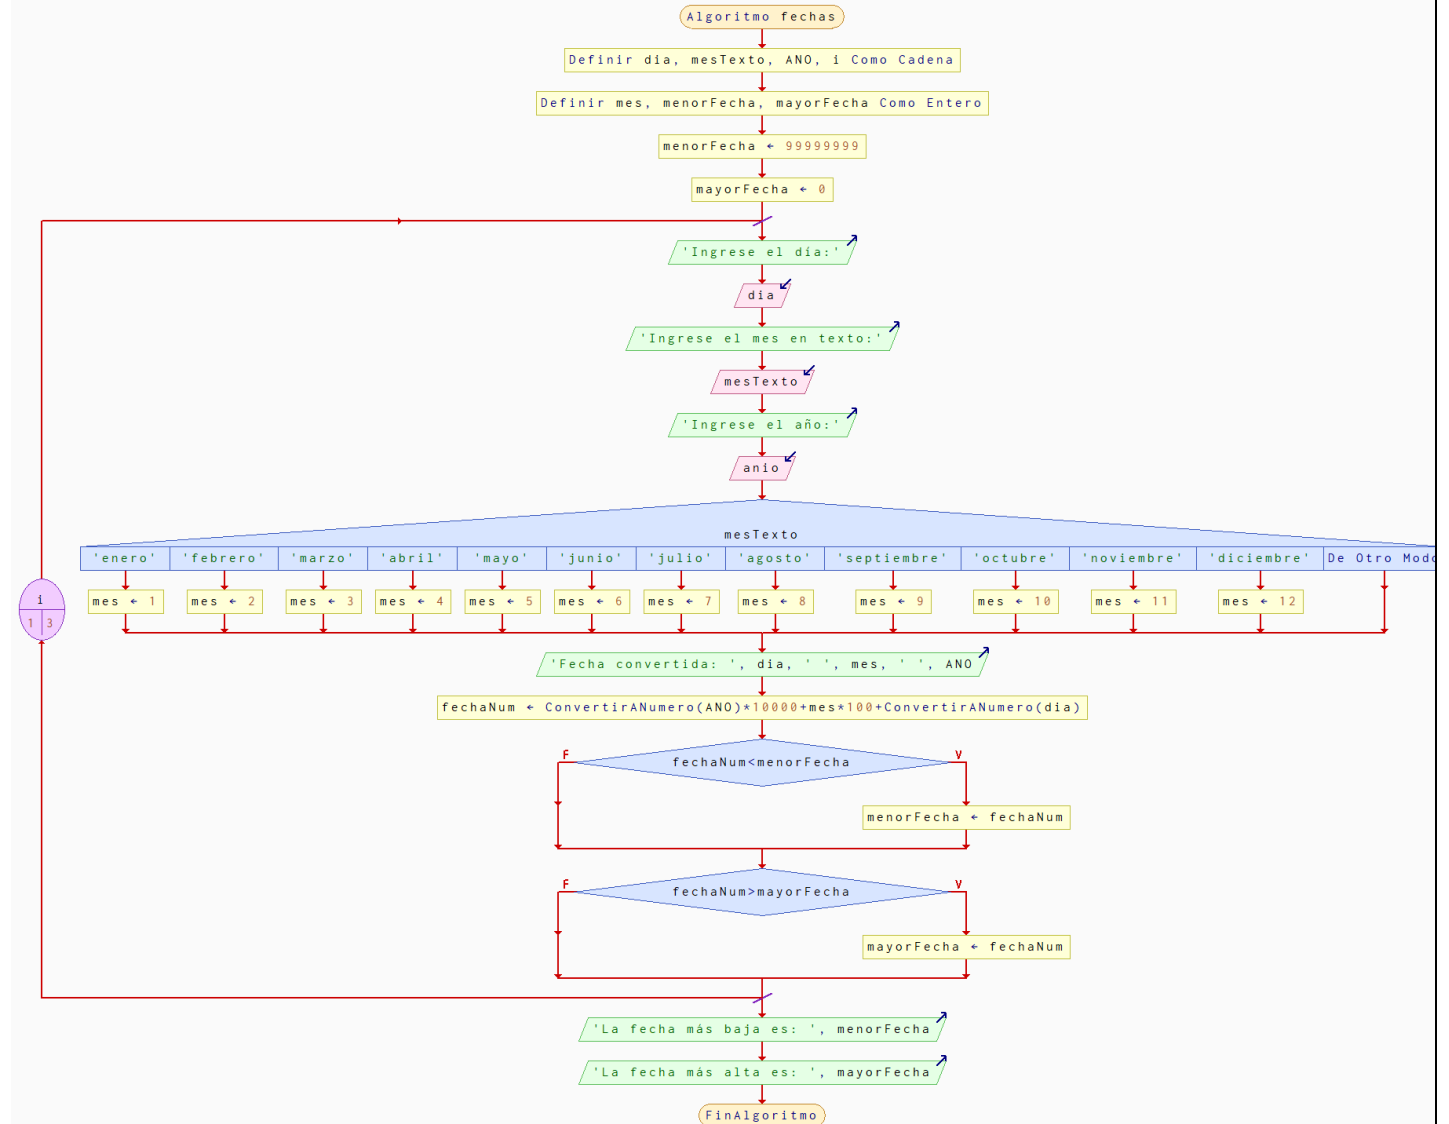 Algoritmo fechas
Definir dia, mesTexto, ANO, i Como Cadena
Definir mes, menorFecha, mayorFecha Como Entero
menorFecha ← 99999999
mayorFecha ← 0
'Ingrese el día:'
dia
'Ingrese el mes en texto:'
mesTexto
'Ingrese el año:'
anio
mesTexto
'enero' 'febrero' 'marzo' 'abril' 'mayo' 'junio' 'julio' 'agosto' 'septiembre' 'octubre' 'noviembre' 'diciembre' De Otro Modo
i
mes ← 1 mes ← 2 mes ← 3 mes ← 4 mes ← 5 mes ← 6 mes ← 7 mes ← 8 mes ← 9 mes ← 10 mes ← 11 mes ← 12
1 3
'Fecha convertida: ', dia, ' ', mes, ' ', ANO
fechaNum ← ConvertirANumero(ANO)*10000+mes*100+ConvertirANumero(dia)
F V
fechaNum<menorFecha
menorFecha ← fechaNum
F V
fechaNum>mayorFecha
mayorFecha ← fechaNum
'La fecha más baja es: ', menorFecha
'La fecha más alta es: ', mayorFecha
FinAlgoritmo